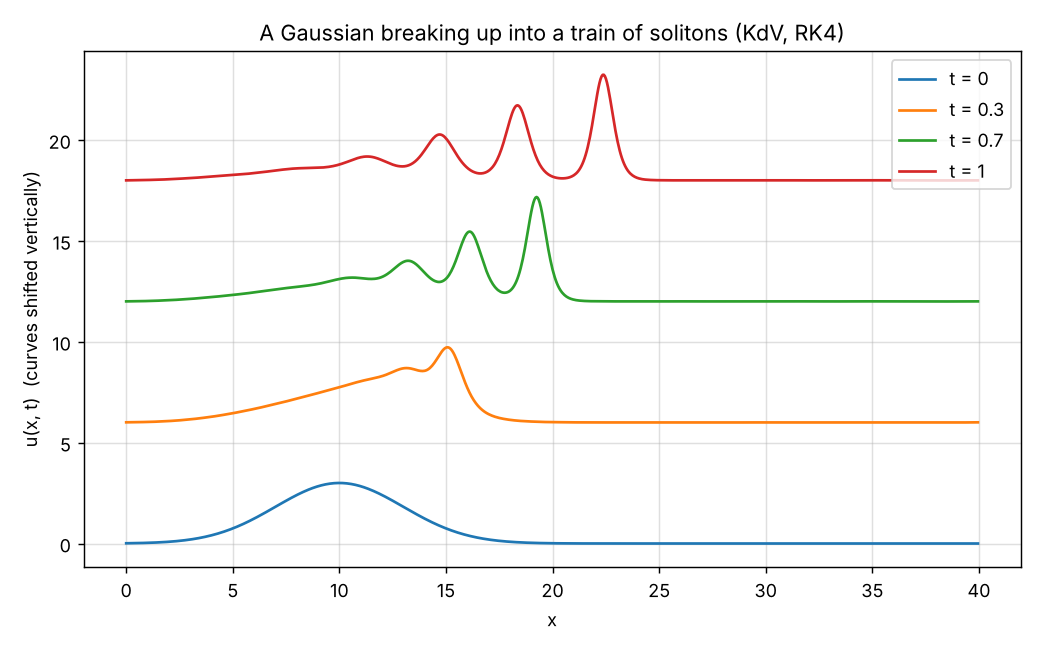 A Gaussian breaking up into a train of solitons (KdV, RK4)
t = 0
t = 0.3
t = 0.7
t = 1
u(x, t)  (curves shifted vertically)
20
15
10
5
0
0 5 10 15 20 25 30 35 40
x